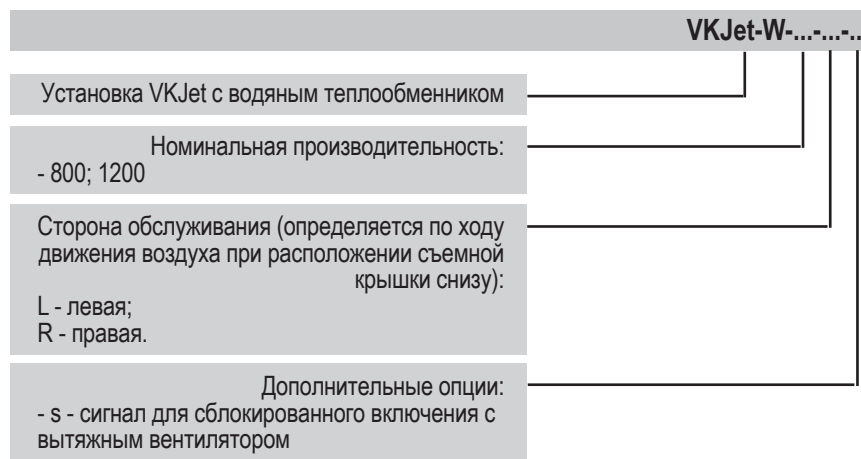 VKJet-W-...-...-..
Установка VKJet с водяным теплообменником
Номинальная производительность:
- 800; 1200
Сторона обслуживания (определяется по ходу
движения воздуха при расположении съемной
крышки снизу):
L - левая;
R - правая.
Дополнительные опции:
- s - сигнал для сблокированного включения с
вытяжным вентилятором